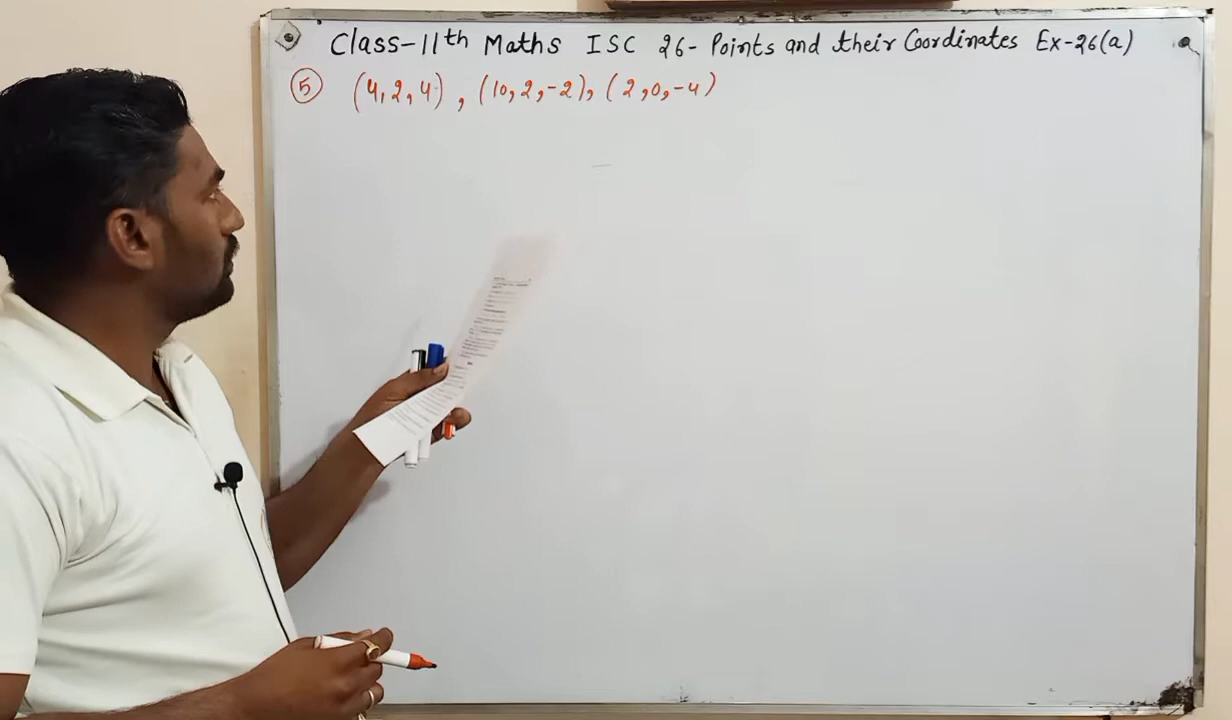 Class-11th Maths ISC 26- Points and their Coordinates Ex-26(a)
⑤ (4, 2, 4), (10, 2, -2), (2, 0, -4)